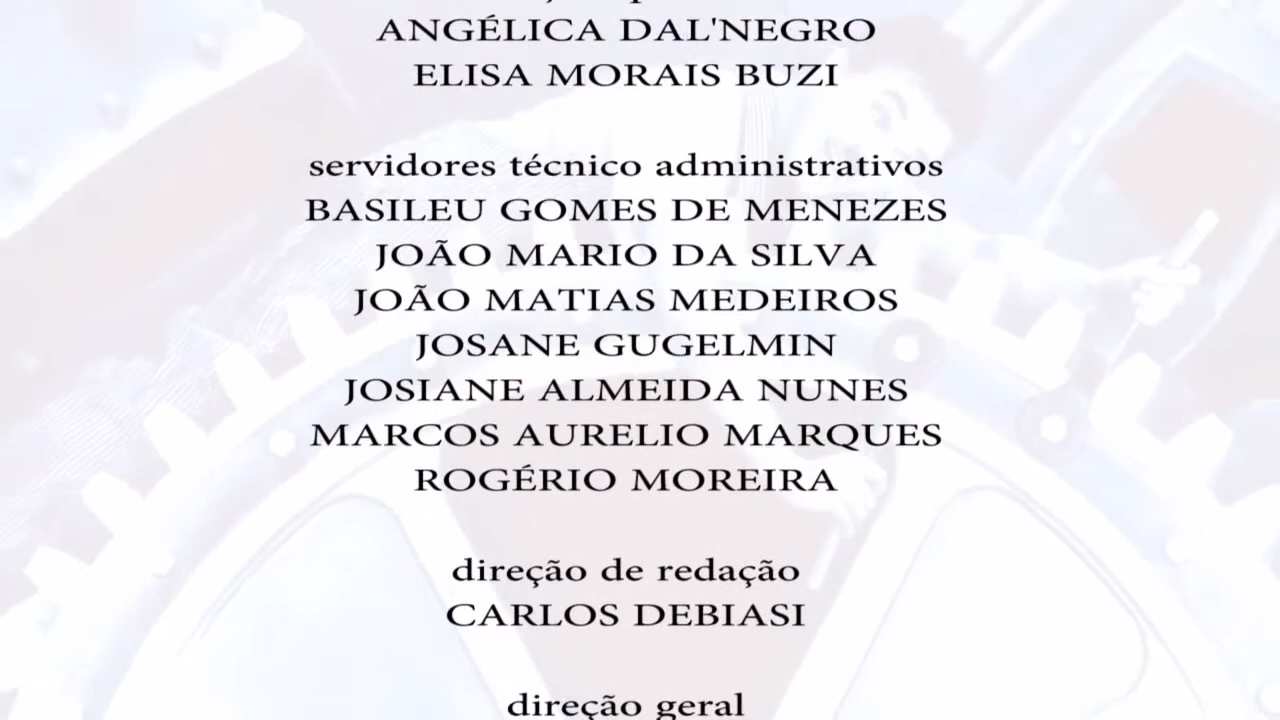 ANGÉLICA DAL'NEGRO
ELISA MORAIS BUZI
servidores técnico administrativos
BASILEU GOMES DE MENEZES
JOÃO MARIO DA SILVA
JOÃO MATIAS MEDEIROS
JOSANE GUGELMIN
JOSIANE ALMEIDA NUNES
MARCOS AURELIO MARQUES
ROGÉRIO MOREIRA
direção de redação
CARLOS DEBIASI
direção geral